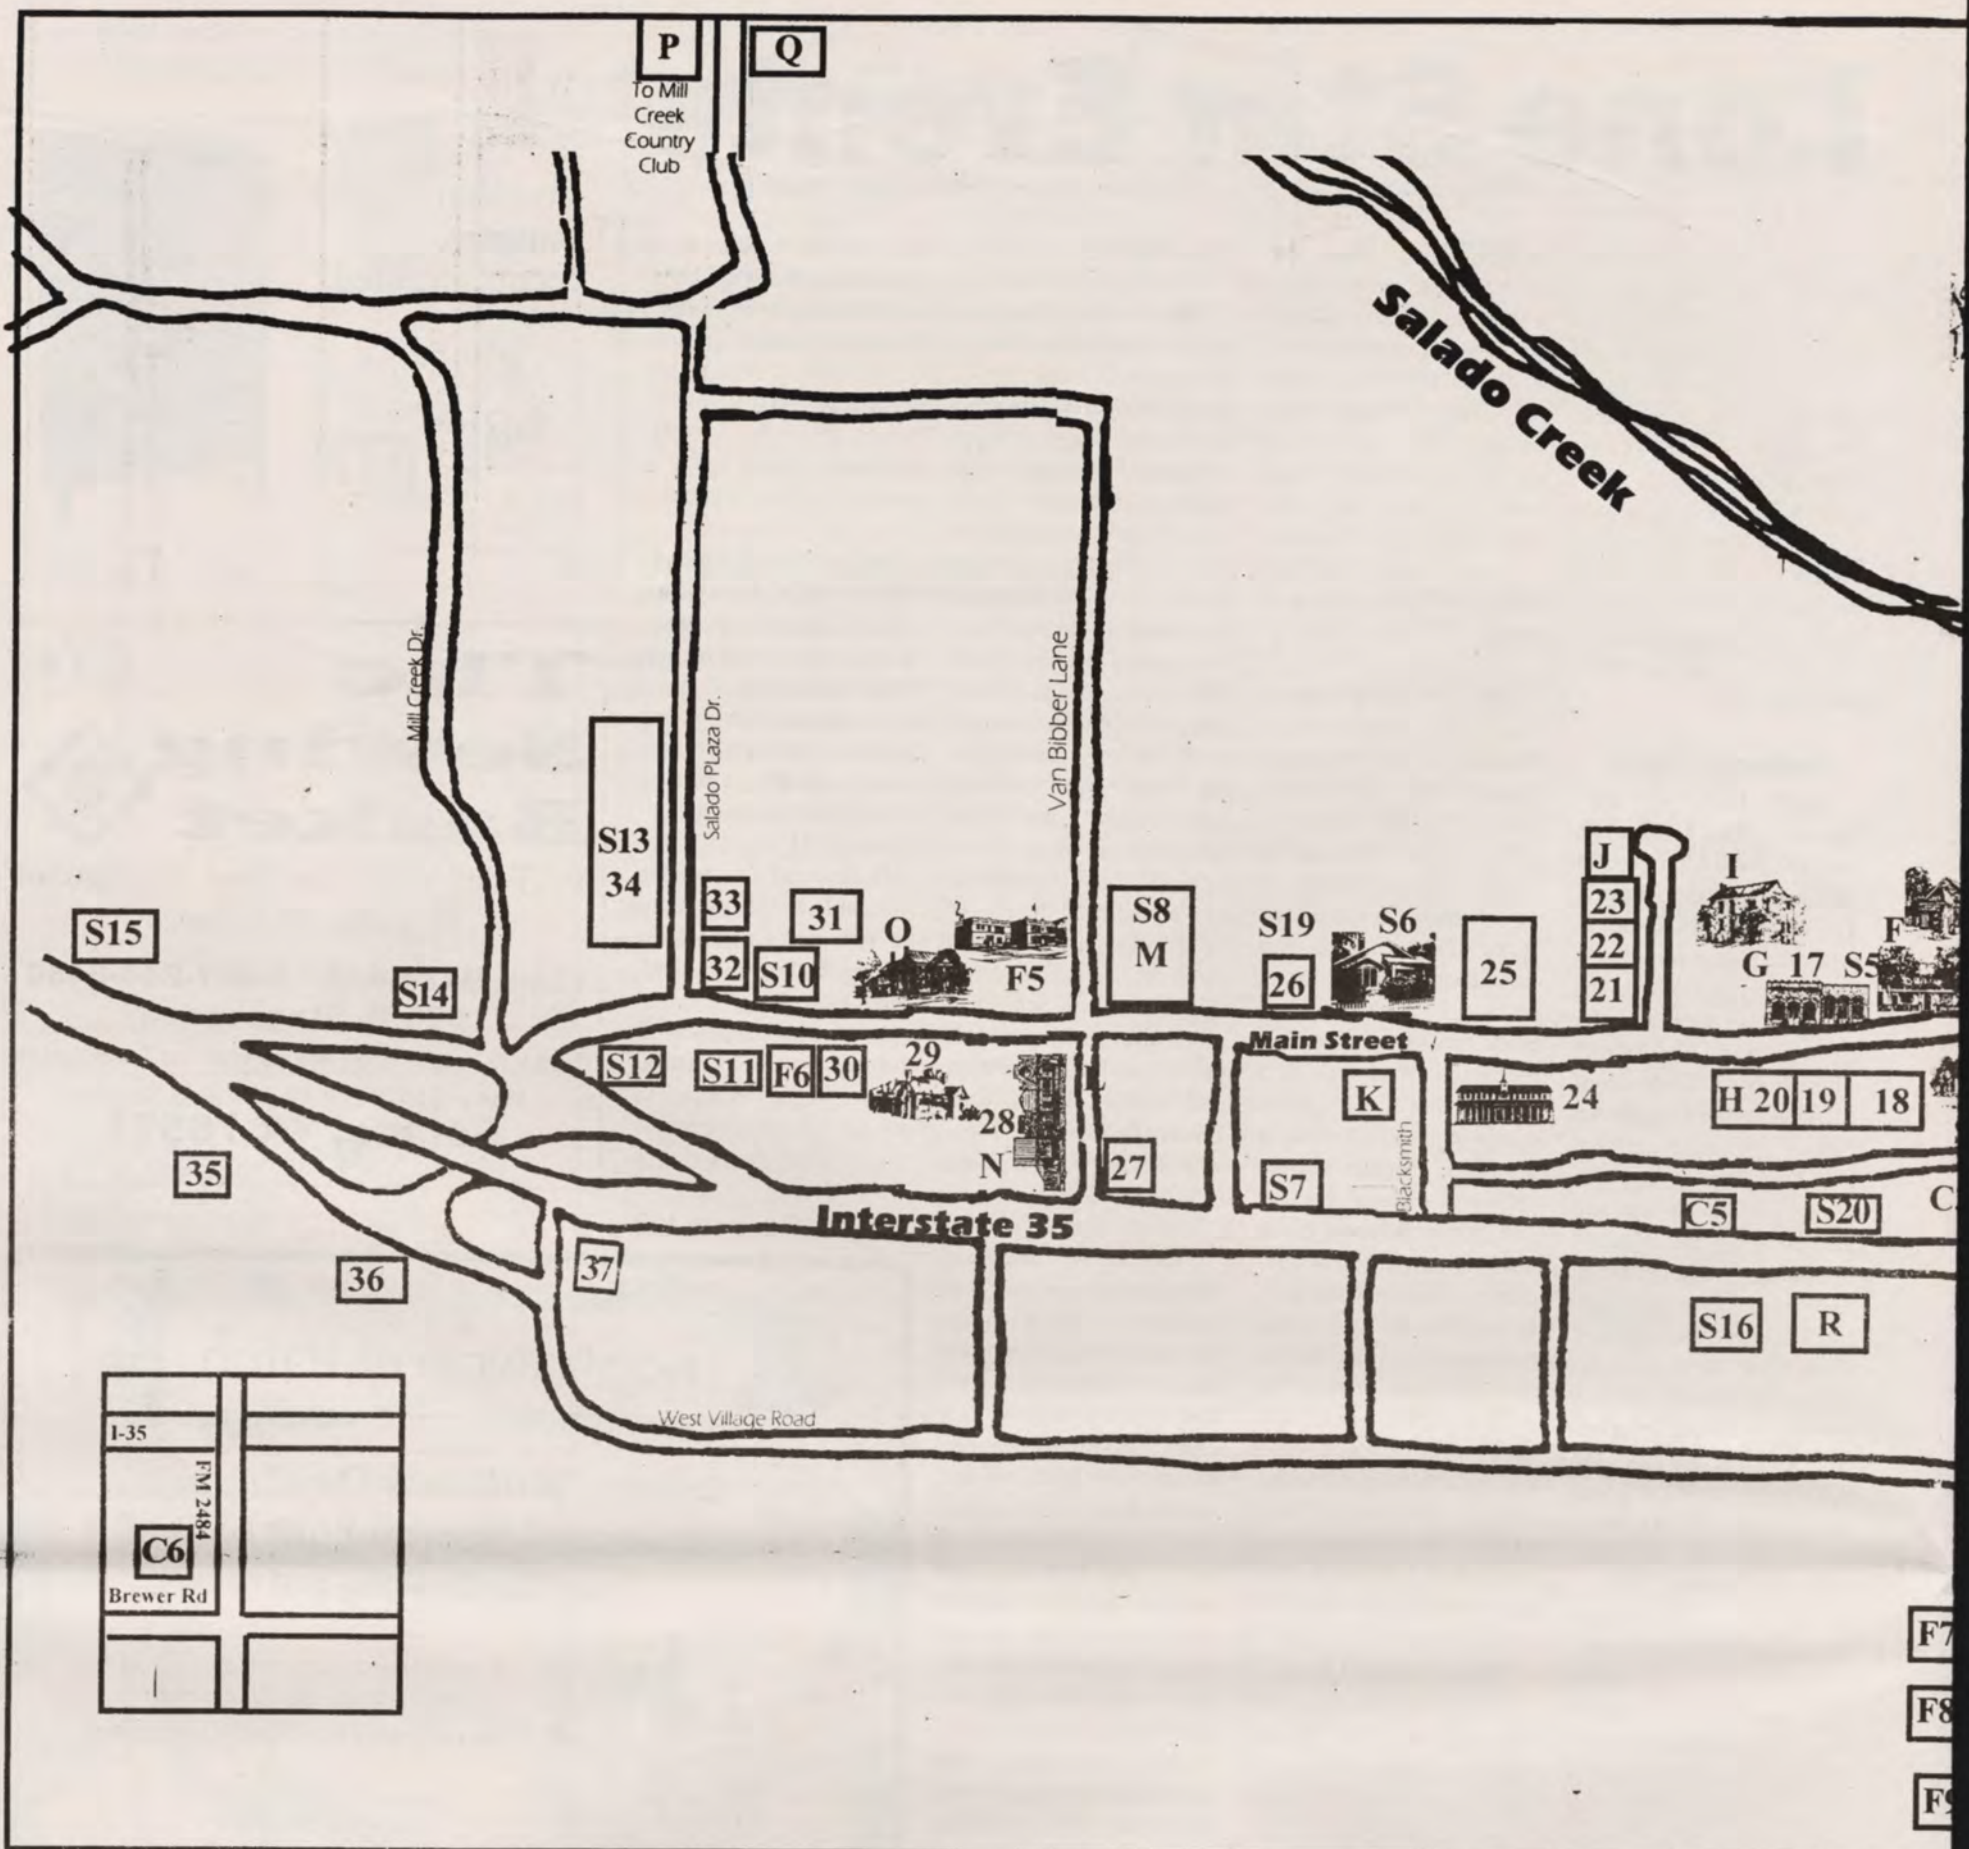 P
Q
To Mill
Creek
Country
Club
Salado Creek
Mill Creek Dr.
Salado PLaza Dr.
Van Bibber Lane
S13
34
33
32
31
S10
O
F5
S8
M
S19
26
S6
25
J
23
22
21
I
F
G 17 S5
S15
S14
Main Street
S12
S11
F6
30
29
28
N
L
27
K
S7
Blacksmith
24
H 20
19
18
35
36
37
Interstate 35
C5
S20
S16
R
West Village Road
I-35
FM 2484
C6
Brewer Rd
F7
F8